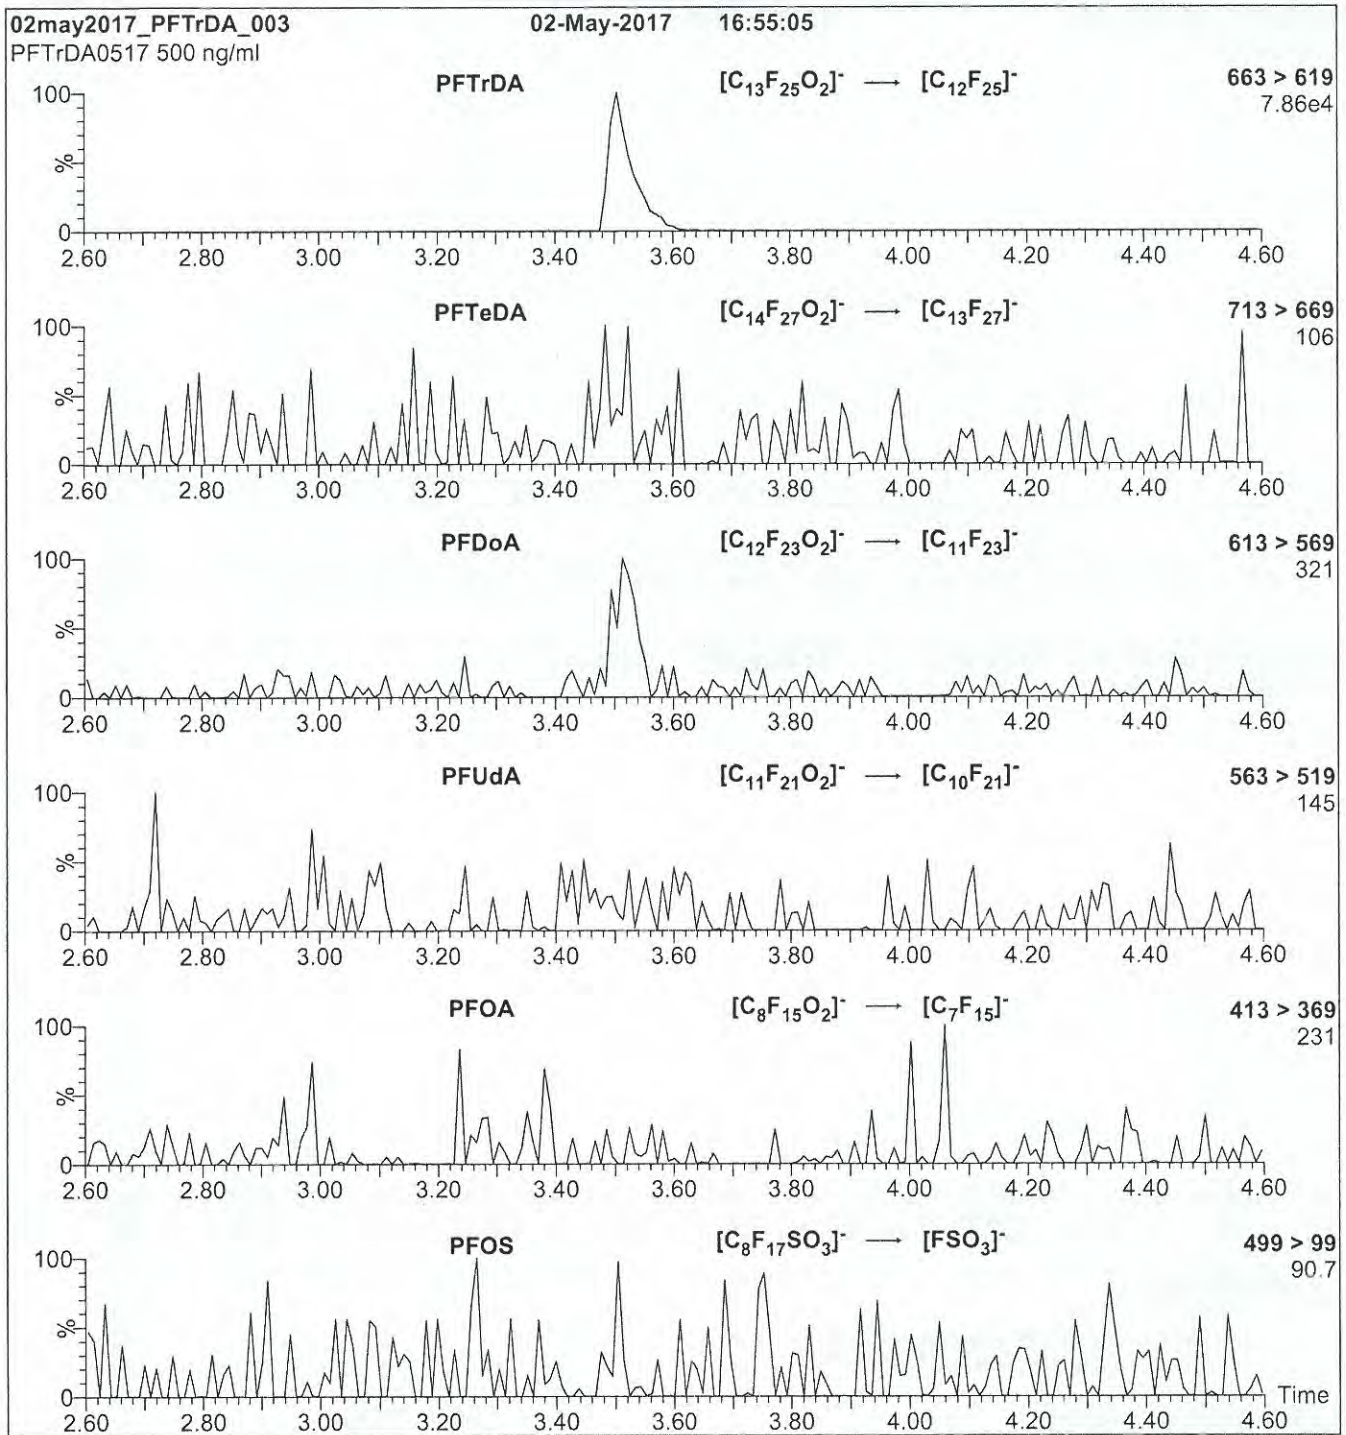 02may2017_PFTrDA_003 02-May-2017 16:55:05
PFTrDA0517 500 ng/ml
PFTrDA [C13F25O2]- → [C12F25]- 663 > 619
7.86e4
100
%
0
2.60 2.80 3.00 3.20 3.40 3.60 3.80 4.00 4.20 4.40 4.60
PFTeDA [C14F27O2]- → [C13F27]- 713 > 669
106
100
%
0
2.60 2.80 3.00 3.20 3.40 3.60 3.80 4.00 4.20 4.40 4.60
PFDoA [C12F23O2]- → [C11F23]- 613 > 569
321
100
%
0
2.60 2.80 3.00 3.20 3.40 3.60 3.80 4.00 4.20 4.40 4.60
PFUdA [C11F21O2]- → [C10F21]- 563 > 519
145
100
%
0
2.60 2.80 3.00 3.20 3.40 3.60 3.80 4.00 4.20 4.40 4.60
PFOA [C8F15O2]- → [C7F15]- 413 > 369
231
100
%
0
2.60 2.80 3.00 3.20 3.40 3.60 3.80 4.00 4.20 4.40 4.60
PFOS [C8F17SO3]- → [FSO3]- 499 > 99
90.7
100
%
0
Time
2.60 2.80 3.00 3.20 3.40 3.60 3.80 4.00 4.20 4.40 4.60